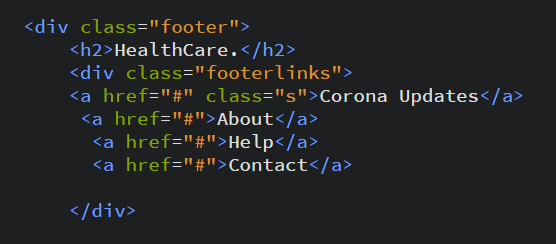 <div class="footer">
<h2>HealthCare.</h2>
<div class="footerlinks">
<a href="#" class="s">Corona Updates</a>
<a href="#">About</a>
<a href="#">Help</a>
<a href="#">Contact</a>
</div>